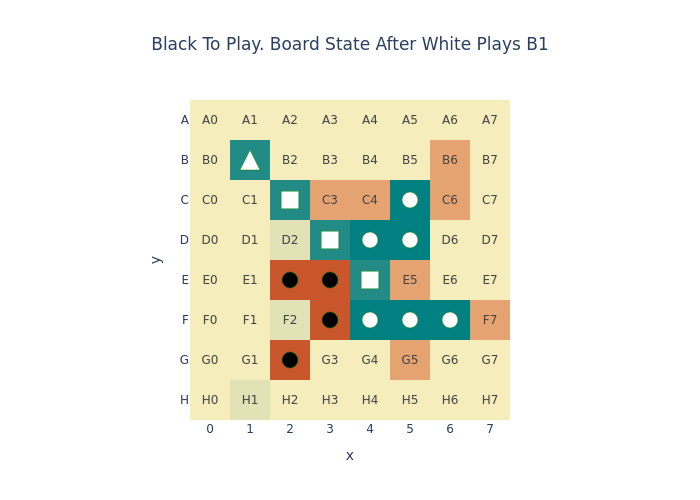 Black To Play. Board State After White Plays B1
A A0 A1 A2 A3 A4 A5 A6 A7
B B0 B2 B3 B4 B5 B6 B7
C C0 C1 C3 C4 C6 C7
D D0 D1 D2 D6 D7
y
E E0 E1 E5 E6 E7
F F0 F1 F2 F7
G G0 G1 G3 G4 G5 G6 G7
H H0 H1 H2 H3 H4 H5 H6 H7
0 1 2 3 4 5 6 7
x